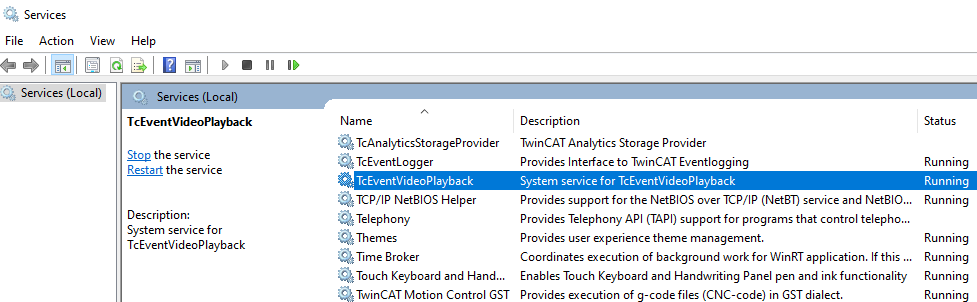 Services
File Action View Help
Services (Local)
Services (Local)
TcEventVideoPlayback
Stop the service
Restart the service
Description:
System service for
TcEventVideoPlayback
Name Description Status
TcAnalyticsStorageProvider TwinCAT Analytics Storage Provider
TcEventLogger Provides Interface to TwinCAT Eventlogging Running
TcEventVideoPlayback System service for TcEventVideoPlayback Running
TCP/IP NetBIOS Helper Provides support for the NetBIOS over TCP/IP (NetBT) service and NetBIO... Running
Telephony Provides Telephony API (TAPI) support for programs that control telepho...
Themes Provides user experience theme management. Running
Time Broker Coordinates execution of background work for WinRT application. If this ... Running
Touch Keyboard and Hand... Enables Touch Keyboard and Handwriting Panel pen and ink functionality Running
TwinCAT Motion Control GST Provides execution of g-code files (CNC-code) in GST dialect. Running